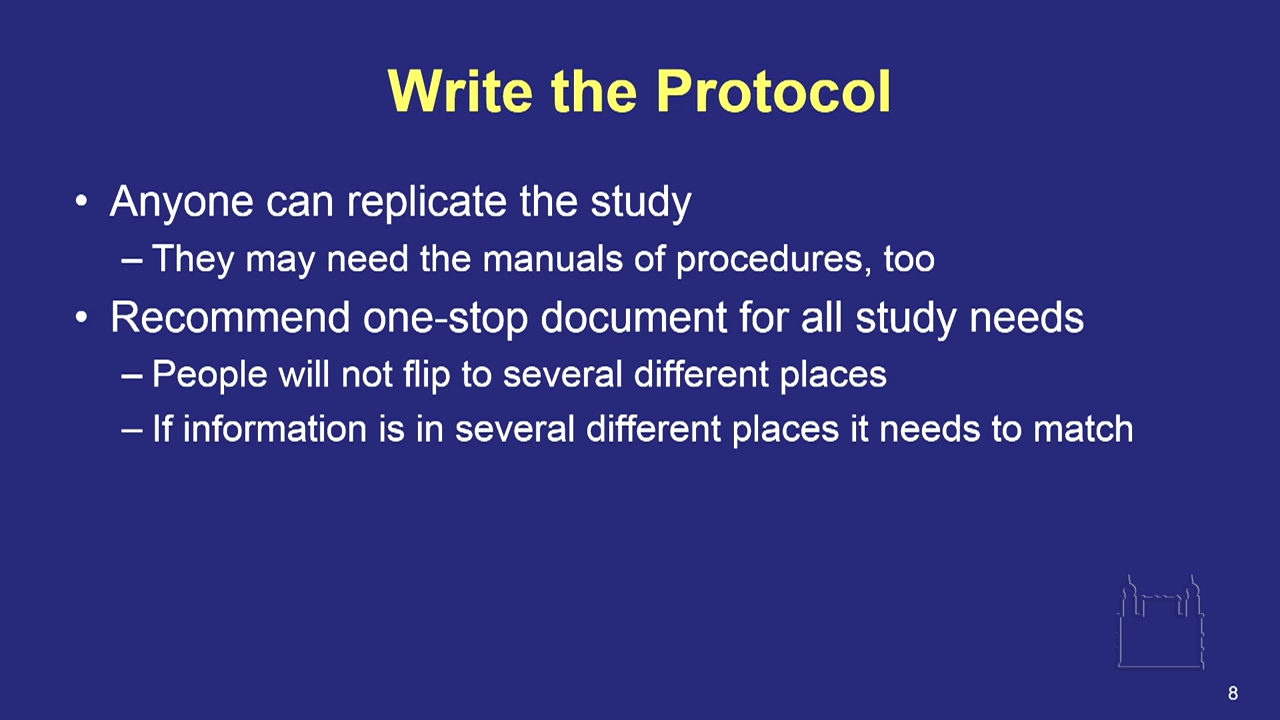 Write the Protocol
• Anyone can replicate the study
– They may need the manuals of procedures, too
• Recommend one-stop document for all study needs
– People will not flip to several different places
– If information is in several different places it needs to match
8